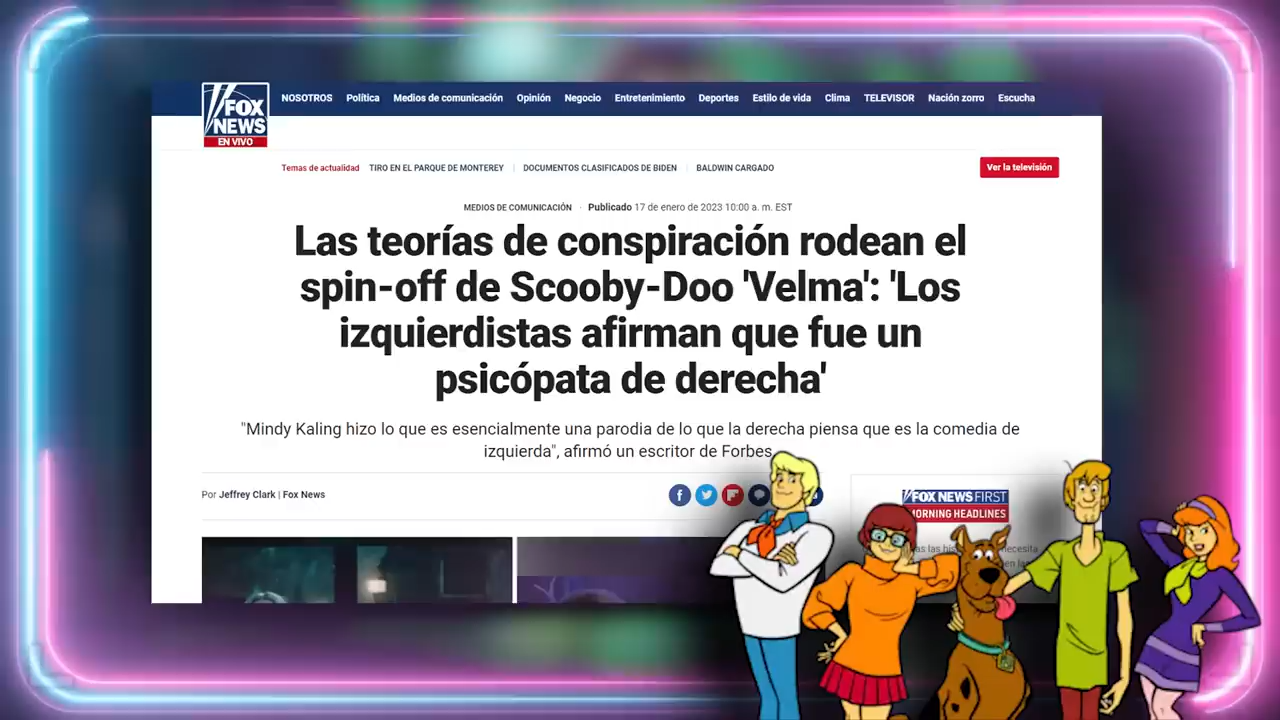 FOX
NEWS
EN VIVO
NOSOTROS Política Medios de comunicación Opinión Negocio Entretenimiento Deportes Estilo de vida Clima TELEVISOR Nación zorro Escucha
Temas de actualidad TIRO EN EL PARQUE DE MONTEREY DOCUMENTOS CLASIFICADOS DE BIDEN BALDWIN CARGADO
Ver la televisión
MEDIOS DE COMUNICACIÓN · Publicado 17 de enero de 2023 10:00 a. m. EST
Las teorías de conspiración rodean el
spin-off de Scooby-Doo 'Velma': 'Los
izquierdistas afirman que fue un
psicópata de derecha'
"Mindy Kaling hizo lo que es esencialmente una parodia de lo que la derecha piensa que es la comedia de
izquierda", afirmó un escritor de Forbes
Por Jeffrey Clark | Fox News
FOX NEWS FIRST
MORNING HEADLINES
las